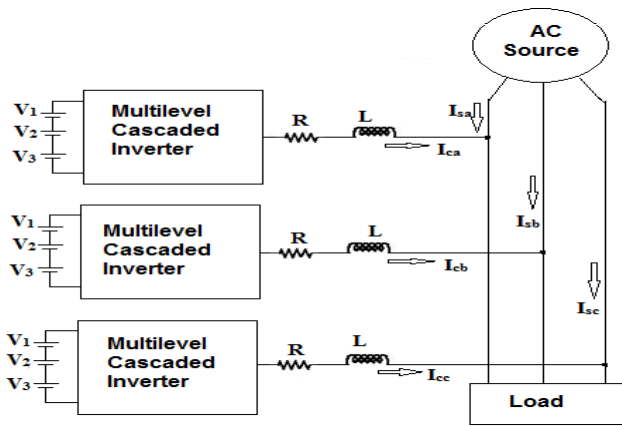 AC
Source
V1
V2
V3
Multilevel
Cascaded
Inverter
R
L
Isa
Ica
V1
V2
V3
Multilevel
Cascaded
Inverter
R
L
Isb
Icb
V1
V2
V3
Multilevel
Cascaded
Inverter
R
L
Isc
Icc
Load